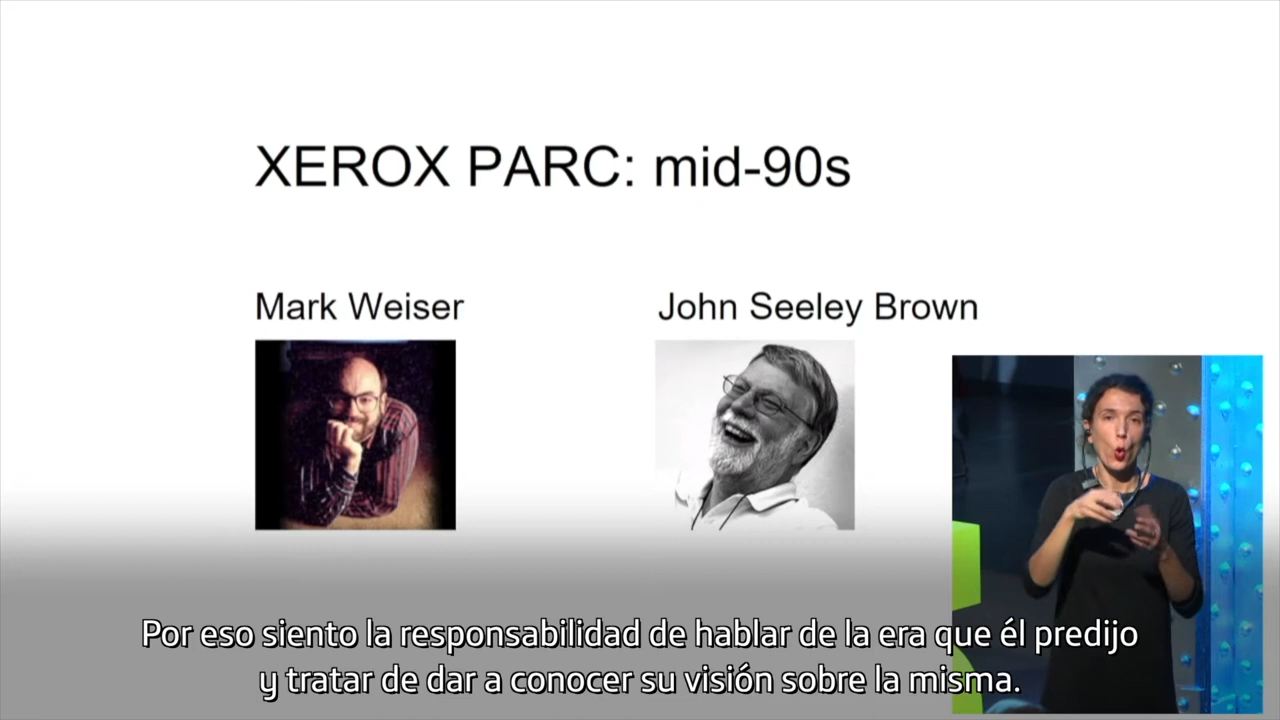 XEROX PARC: mid-90s
Mark Weiser
John Seeley Brown
Por eso siento la responsabilidad de hablar de la era que él predijo
y tratar de dar a conocer su visión sobre la misma.